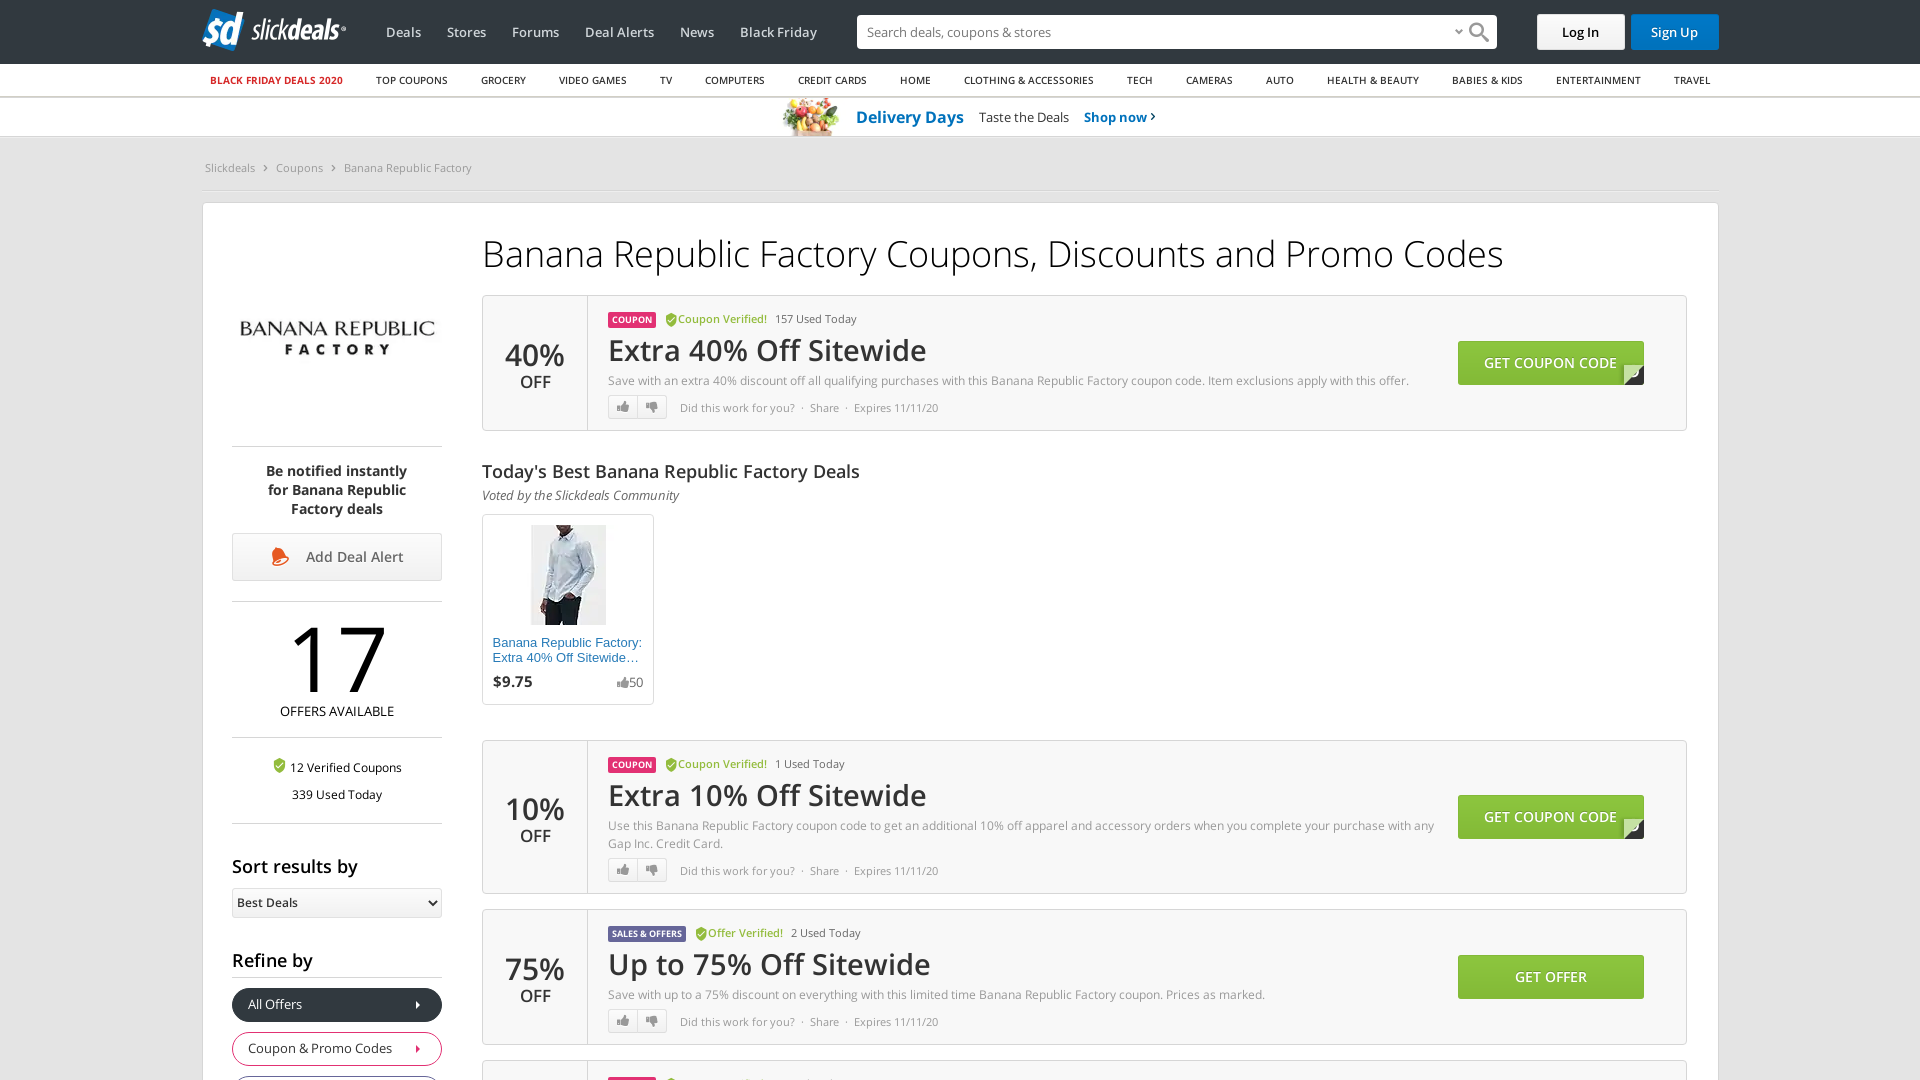 slickdeals
Deals
Stores
Forums
Deal Alerts
News
Black Friday
Search deals, coupons & stores
Log In
Sign Up
BLACK FRIDAY DEALS 2020
TOP COUPONS
GROCERY
VIDEO GAMES
TV
COMPUTERS
CREDIT CARDS
HOME
CLOTHING & ACCESSORIES
TECH
CAMERAS
AUTO
HEALTH & BEAUTY
BABIES & KIDS
ENTERTAINMENT
TRAVEL
Delivery Days Taste the Deals Shop now
Slickdeals > Coupons > Banana Republic Factory
BANANA REPUBLIC
FACTORY
Be notified instantly
for Banana Republic
Factory deals
Add Deal Alert
17
OFFERS AVAILABLE
12 Verified Coupons
339 Used Today
Sort results by
Best Deals
Refine by
All Offers
Coupon & Promo Codes
Banana Republic Factory Coupons, Discounts and Promo Codes
40%
OFF
COUPON Coupon Verified! 157 Used Today
Extra 40% Off Sitewide
Save with an extra 40% discount off all qualifying purchases with this Banana Republic Factory coupon code. Item exclusions apply with this offer.
Did this work for you? · Share · Expires 11/11/20
GET COUPON CODE
Today's Best Banana Republic Factory Deals
Voted by the Slickdeals Community
Banana Republic Factory:
Extra 40% Off Sitewide…
$9.75 50
10%
OFF
COUPON Coupon Verified! 1 Used Today
Extra 10% Off Sitewide
Use this Banana Republic Factory coupon code to get an additional 10% off apparel and accessory orders when you complete your purchase with any
Gap Inc. Credit Card.
Did this work for you? · Share · Expires 11/11/20
GET COUPON CODE
75%
OFF
SALES & OFFERS Offer Verified! 2 Used Today
Up to 75% Off Sitewide
Save with up to a 75% discount on everything with this limited time Banana Republic Factory coupon. Prices as marked.
Did this work for you? · Share · Expires 11/11/20
GET OFFER